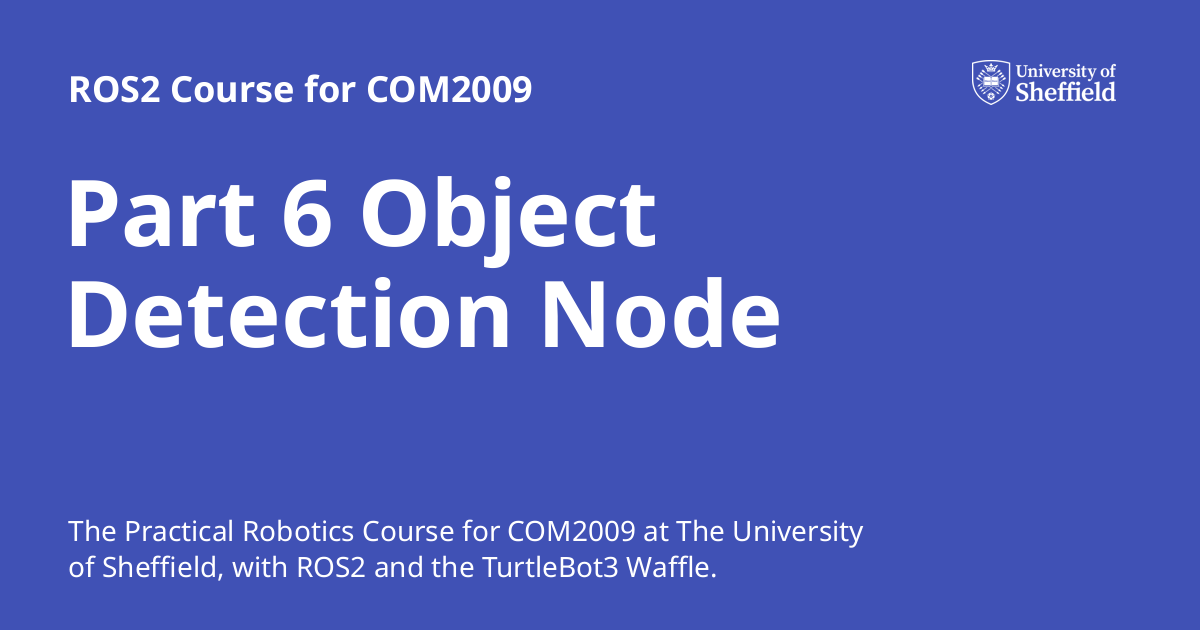 ROS2 Course for COM2009
University of
Sheffield
Part 6 Object
Detection Node
The Practical Robotics Course for COM2009 at The University
of Sheffield, with ROS2 and the TurtleBot3 Waffle.